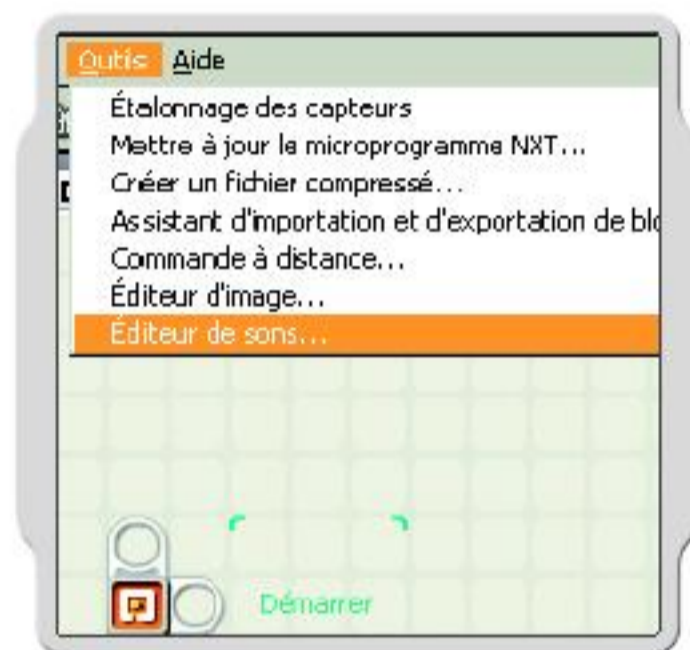 Outils Aide
Étalonnage des capteurs
Mettre à jour le microprogramme NXT...
Créer un fichier compressé...
Assistant d'importation et d'exportation de blo
Commande à distance...
Éditeur d'image...
Éditeur de sons...
Démarrer